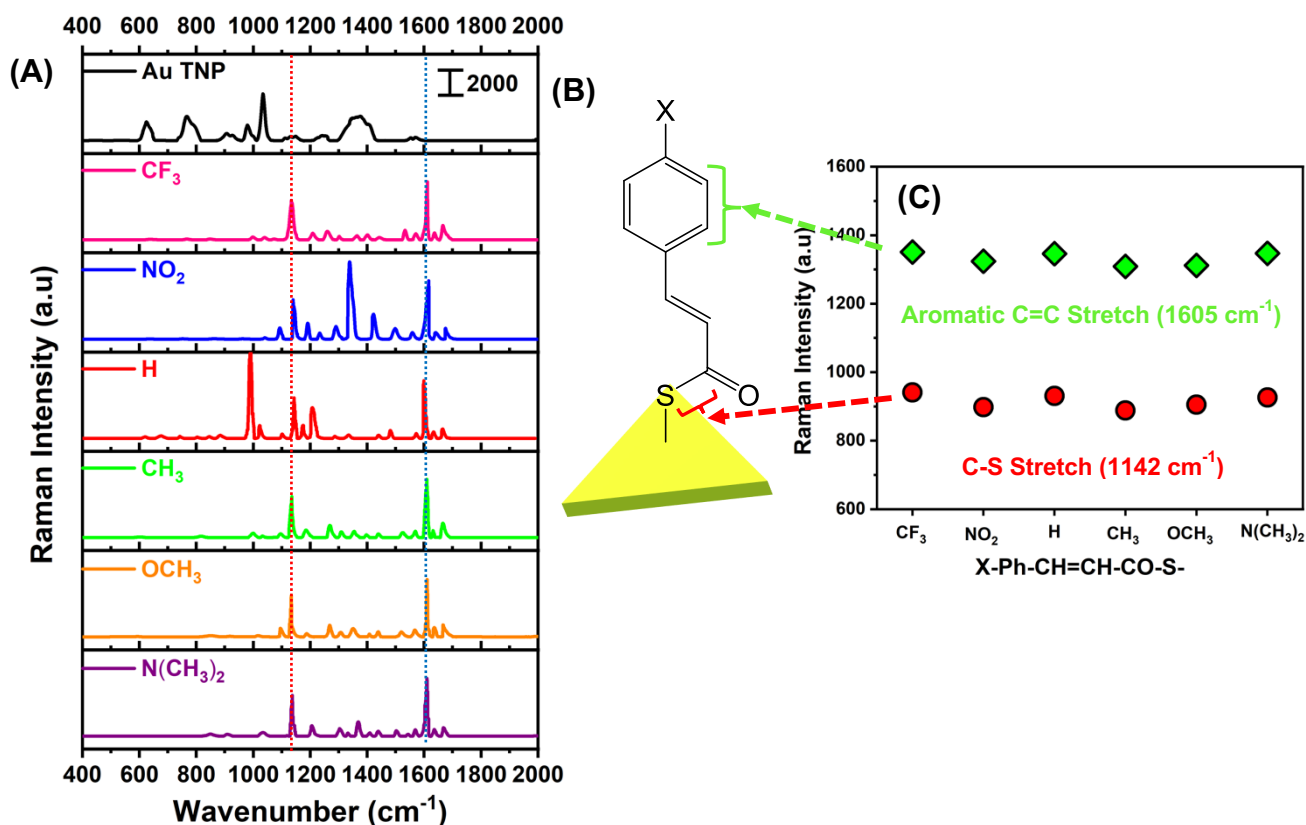 400 600 800 1000 1200 1400 1600 1800 2000
(A)
Au TNP
2000
CF₃
NO₂
H
CH₃
OCH₃
N(CH₃)₂
Raman Intensity (a.u)
400 600 800 1000 1200 1400 1600 1800 2000
Wavenumber (cm⁻¹)
(B)
X
S
O
(C)
1600
1400
1200
1000
800
600
Raman Intensity (a.u)
Aromatic C=C Stretch (1605 cm⁻¹)
C-S Stretch (1142 cm⁻¹)
CF₃ NO₂ H CH₃ OCH₃ N(CH₃)₂
X-Ph-CH=CH-CO-S-